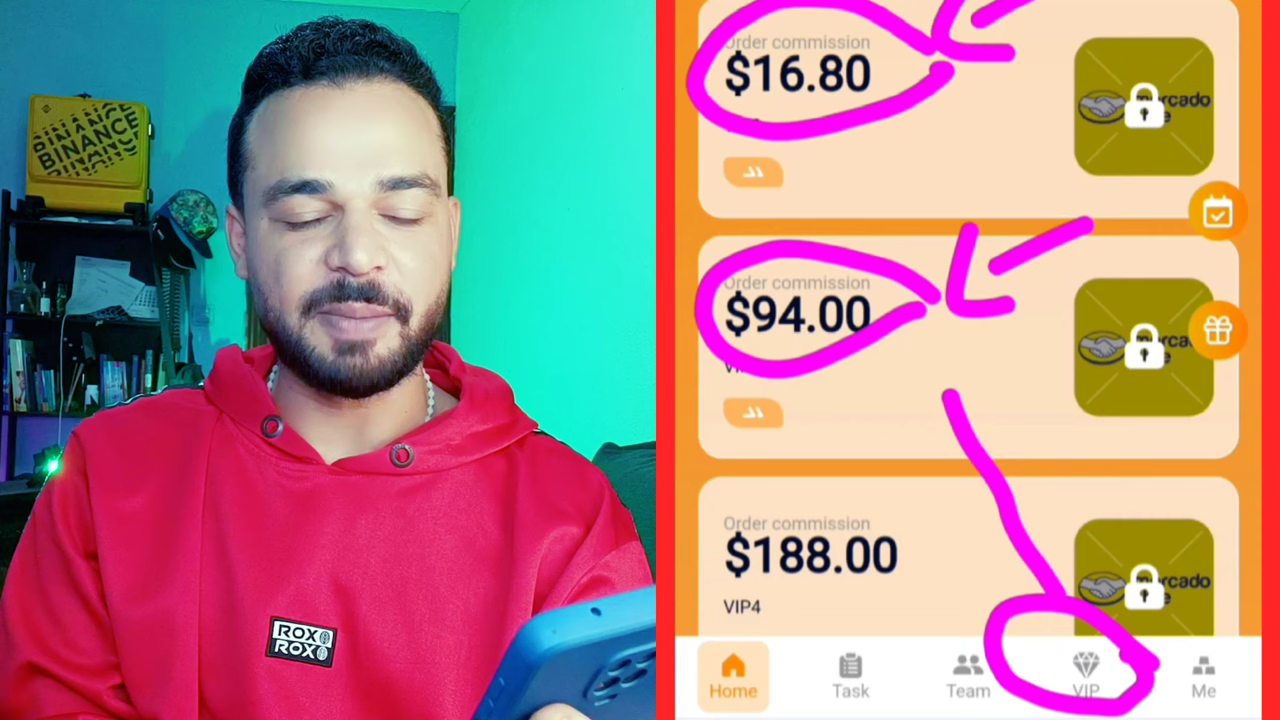 BINANCE
BINANCE
BINANCE
ROX
ROX
Order commission
$16.80
Order commission
$94.00
Order commission
$188.00
VIP4
Home
Task
Team
VIP
Me